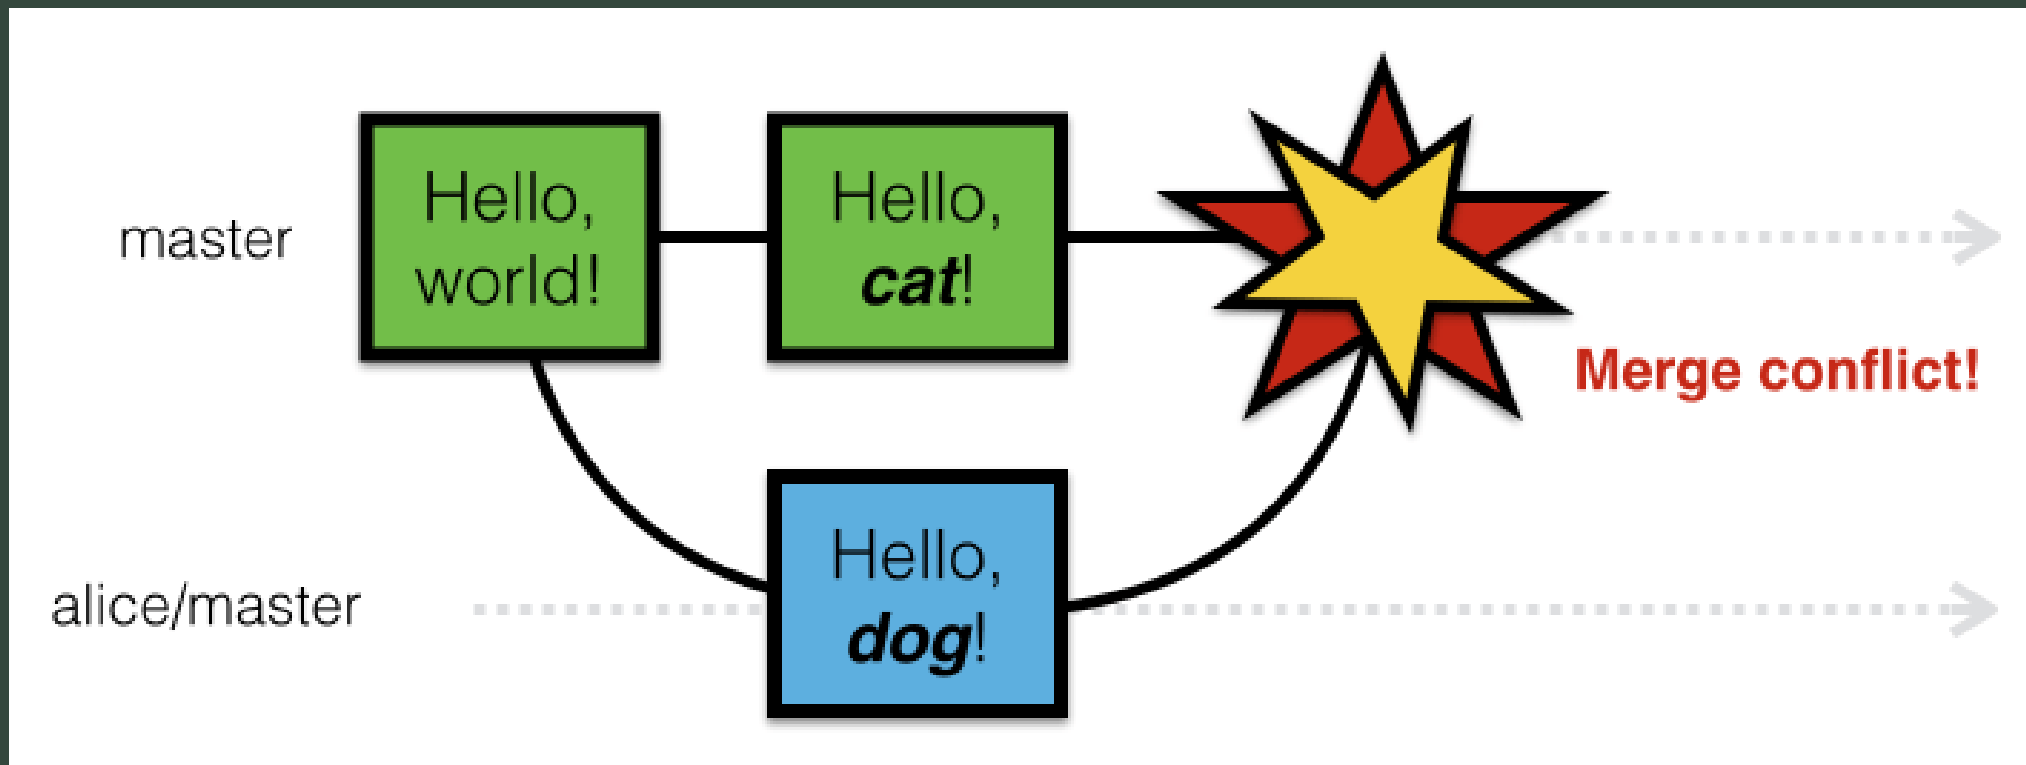 master
Hello,
world!
Hello,
cat!
Merge conflict!
alice/master
Hello,
dog!